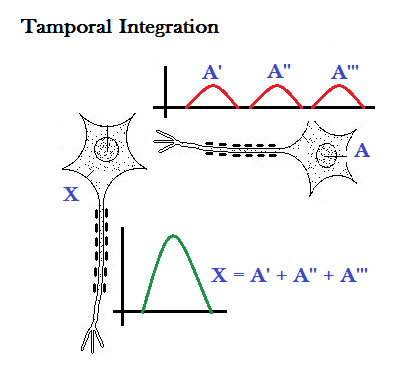 Tamporal Integration
A' A'' A'''
A
X
X = A' + A'' + A'''